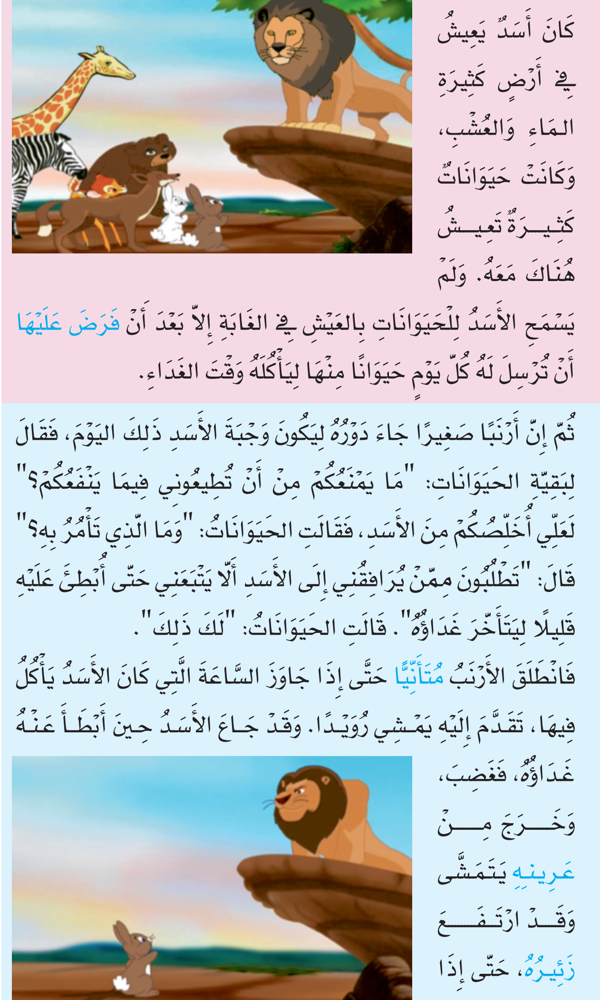 كَانَ أَسَدٌ يَعِيشُ
فِي أَرْضٍ كَثِيرَةِ
المَاءِ وَالعُشْبِ،
وَكَانَتْ حَيَوَانَاتٌ
كَثِيرَةٌ تَعِيشُ
هُنَاكَ مَعَهُ. وَلَمْ
يَسْمَحِ الأَسَدُ لِلْحَيَوَانَاتِ بِالعَيْشِ فِي الغَابَةِ إِلاّ بَعْدَ أَنْ فَرَضَ عَلَيْهَا
أَنْ تُرْسِلَ لَهُ كُلّ يَوْمٍ حَيَوَانًا مِنْهَا لِيَأْكُلَهُ وَقْتَ الغَدَاءِ.
ثُمّ إِنّ أَرْنَبًا صَغِيرًا جَاءَ دَوْرُهُ لِيَكُونَ وَجْبَةَ الأَسَدِ ذَلِكَ اليَوْمَ، فَقَالَ
لِبَقِيّةِ الحَيَوَانَاتِ: "مَا يَمْنَعُكُمْ مِنْ أَنْ تُطِيعُونِي فِيمَا يَنْفَعُكُمْ؟"
لَعَلِّي أُخَلِّصُكُمْ مِنَ الأَسَدِ، فَقَالَتِ الحَيَوَانَاتُ: "وَمَا الّذِي تَأْمُرُ بِهِ؟"
قَالَ: "تَطْلُبُونَ مِمّنْ يُرَافِقُنِي إِلَى الأَسَدِ أَلّا يَتْبَعَنِي حَتّى أُبْطِئَ عَلَيْهِ
قَلِيلًا لِيَتَأَخّرَ غَدَاؤُهُ". قَالَتِ الحَيَوَانَاتُ: "لَكَ ذَلِكَ".
فَانْطَلَقَ الأَرْنَبُ مُتَأَنِّيًّا حَتَّى إِذَا جَاوَزَ السَّاعَةَ الَّتِي كَانَ الأَسَدُ يَأْكُلُ
فِيهَا، تَقَدَّمَ إِلَيْهِ يَمْشِي رُوَيْدًا. وَقَدْ جَاعَ الأَسَدُ حِينَ أَبْطَأَ عَنْهُ
غَدَاؤُهُ، فَغَضِبَ،
وَخَرَجَ مِنْ
عَرِينِهِ يَتَمَشَّى
وَقَدْ ارْتَفَعَ
زَئِيرُهُ، حَتّى إِذَا